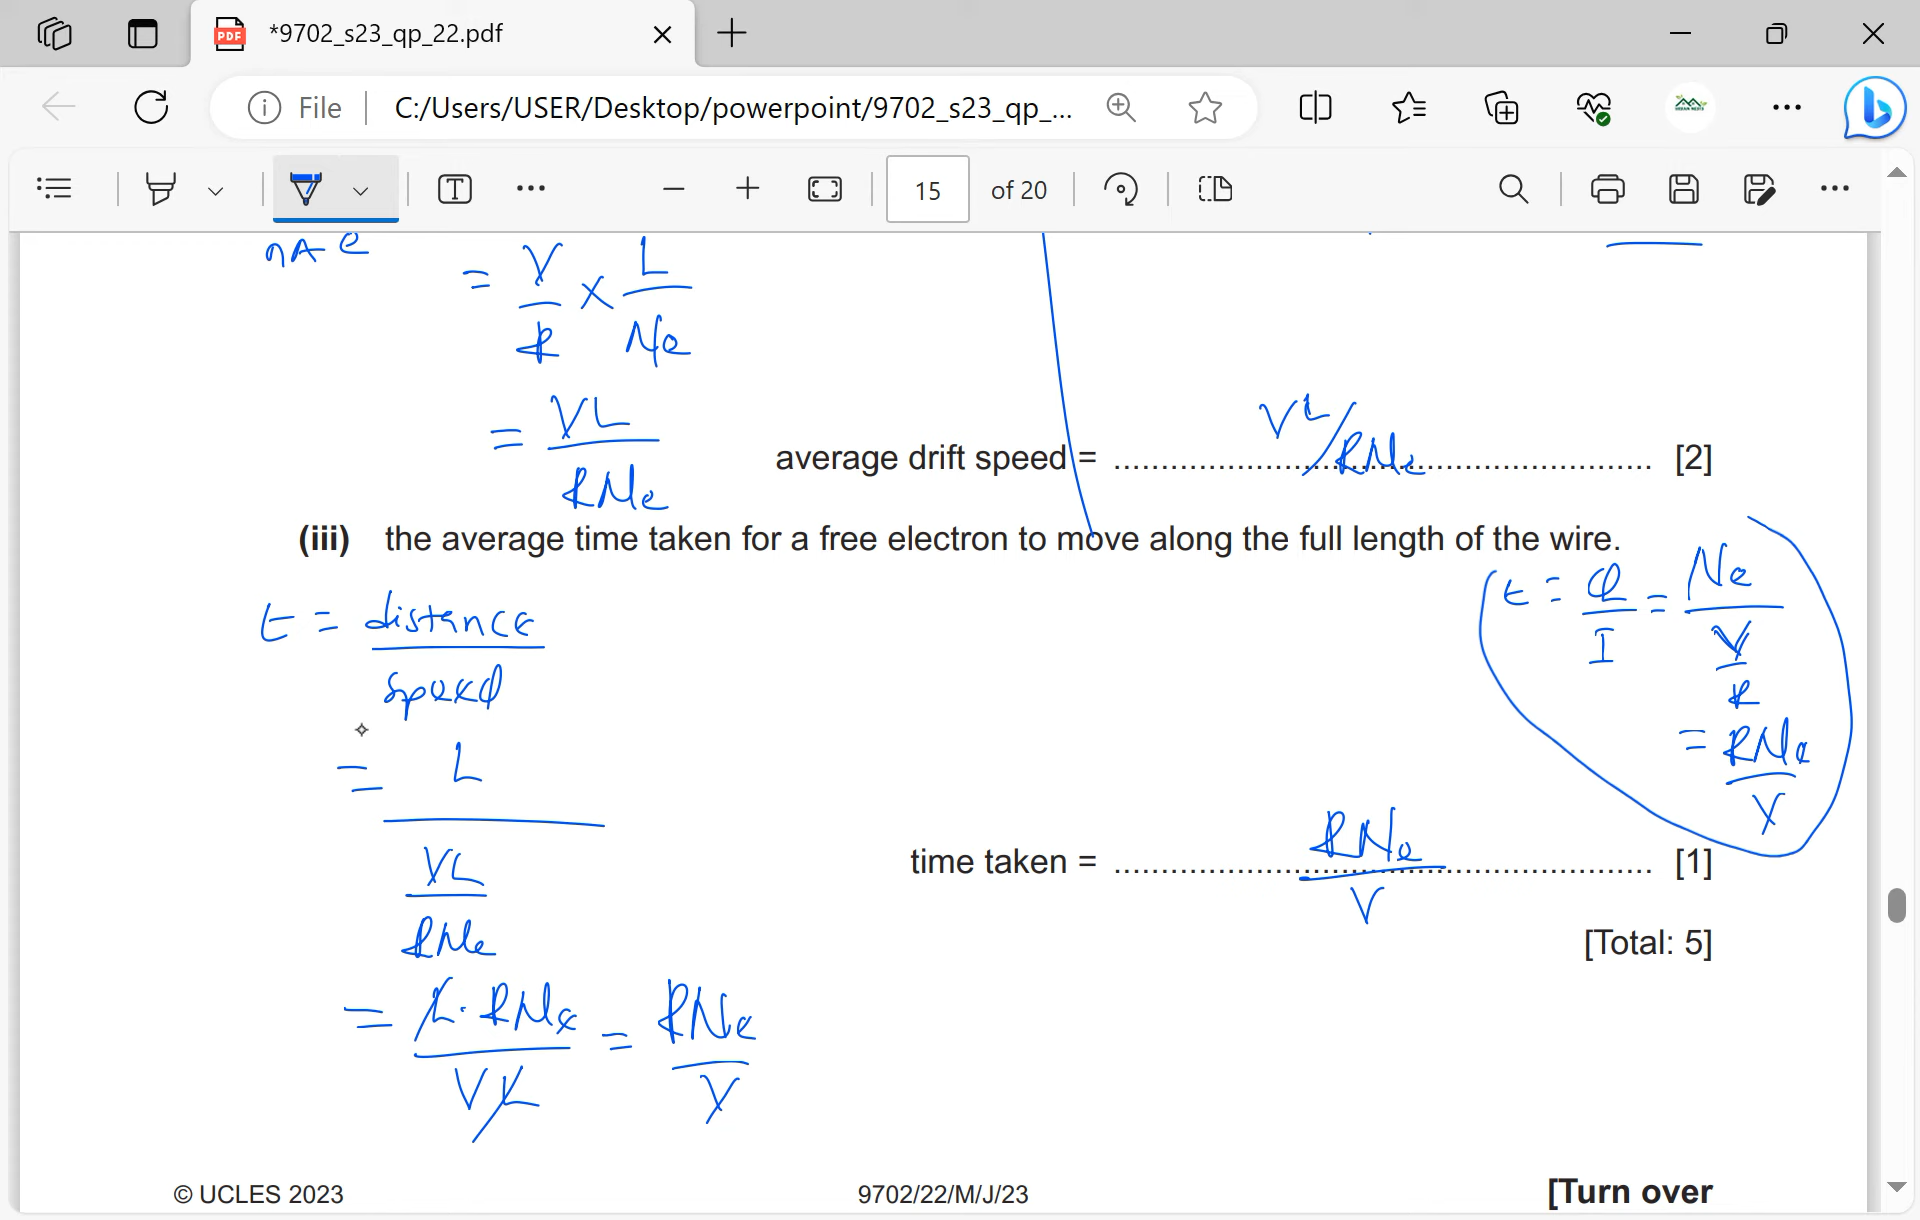 *9702_s23_qp_22.pdf
File C:/Users/USER/Desktop/powerpoint/9702_s23_qp_...
15 of 20
nAe
= V/R × L/Ne
= VL/RNe
average drift speed = VL/RNe [2]
(iii) the average time taken for a free electron to move along the full length of the wire.
t = distance/speed
t = Q/I = Ne/(V/R)
= RNe/V
= L/(VL/RNe)
time taken = RNe/V [1]
[Total: 5]
= L·RNe/VL = RNe/V
© UCLES 2023
9702/22/M/J/23
[Turn over